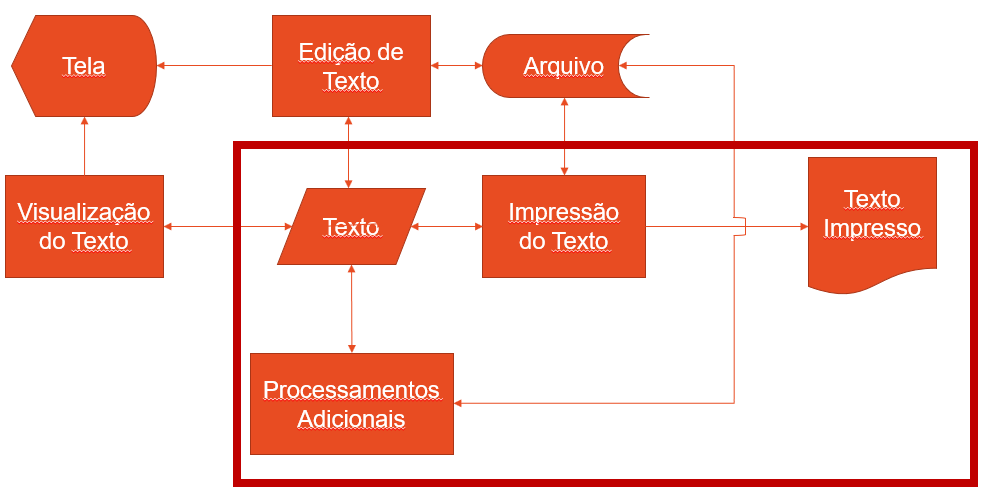 Tela
Edição de
Texto
Arquivo
Visualização
do Texto
Texto
Impressão
do Texto
Texto
Impresso
Processamentos
Adicionais